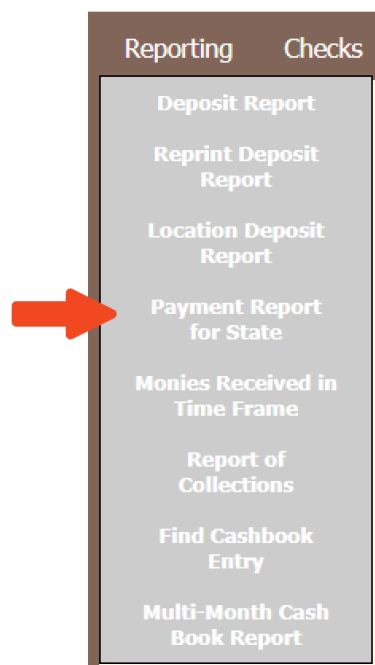 Reporting Checks
Deposit Report
Reprint Deposit
Report
Location Deposit
Report
Payment Report
for State
Monies Received in
Time Frame
Report of
Collections
Find Cashbook
Entry
Multi-Month Cash
Book Report